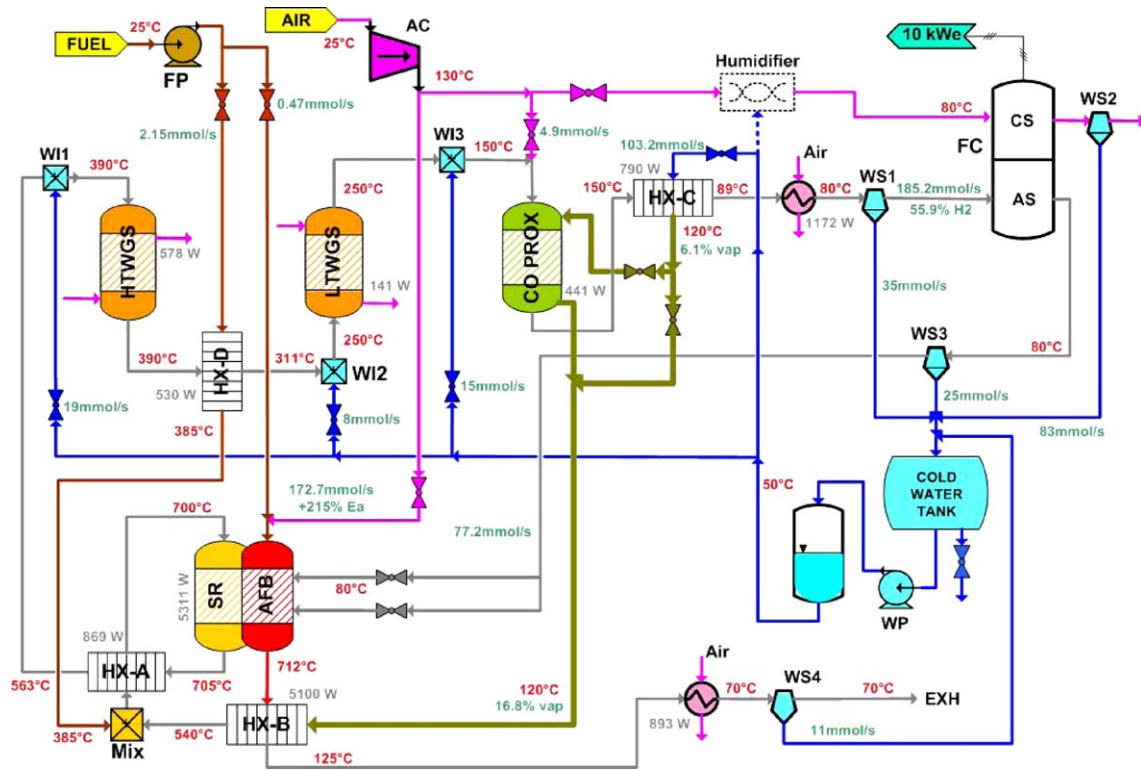 FUEL
25°C
FP
AIR
25°C
AC
130°C
Humidifier
10 kWe
80°C
CS
FC
AS
WS2
0.47mmol/s
2.15mmol/s
WI1
390°C
HTWGS
578 W
390°C
WI3
150°C
250°C
LTWGS
141 W
250°C
4.9mmol/s
CO PROX
441 W
103.2mmol/s
790 W
150°C
HX-C
89°C
120°C
6.1% vap
Air
80°C
1172 W
WS1
185.2mmol/s
55.9% H2
35mmol/s
HX-D
530 W
311°C
WI2
385°C
19mmol/s
8mmol/s
15mmol/s
WS3
80°C
25mmol/s
83mmol/s
172.7mmol/s
+215% Ea
77.2mmol/s
50°C
COLD
WATER
TANK
WP
700°C
SR
AFB
5311 W
80°C
869 W
HX-A
563°C
705°C
712°C
5100 W
HX-B
540°C
385°C
Mix
125°C
120°C
16.8% vap
Air
893 W
70°C
WS4
70°C
EXH
11mmol/s